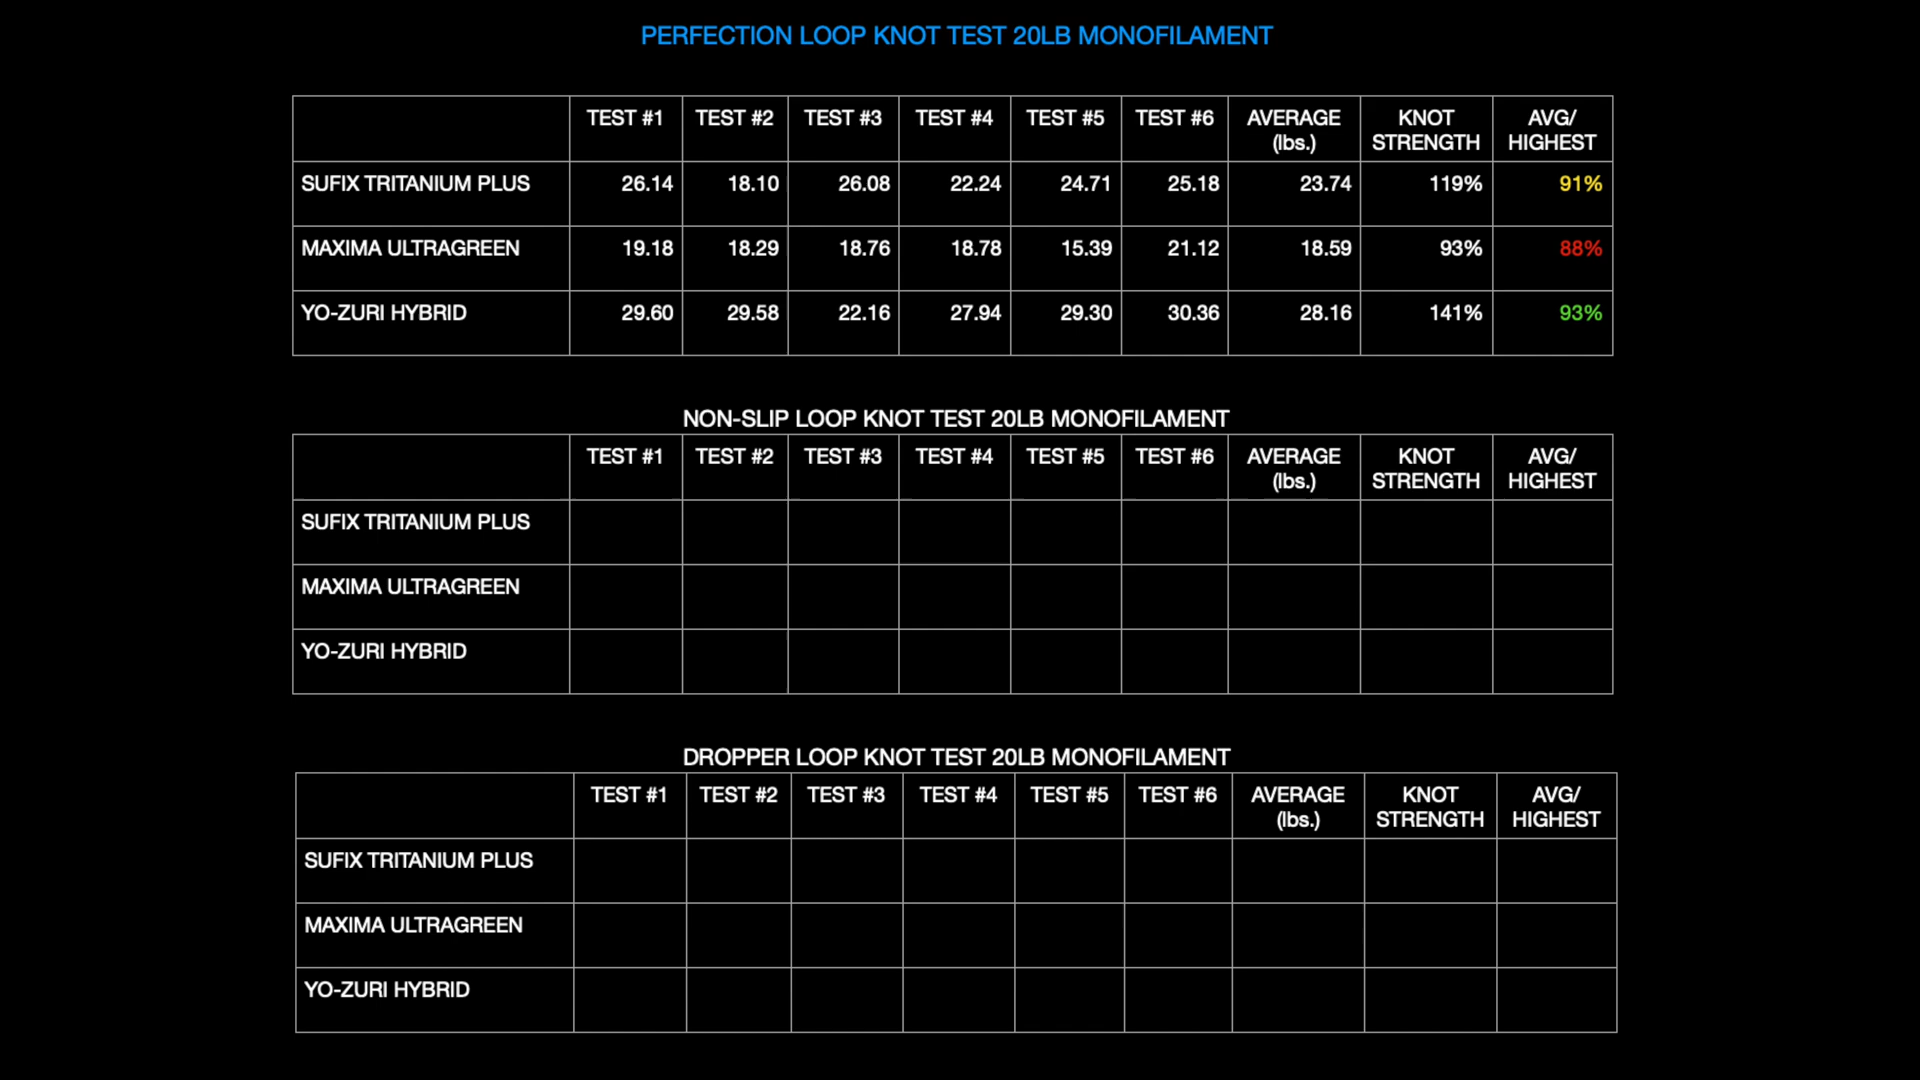 PERFECTION LOOP KNOT TEST 20LB MONOFILAMENT
TEST #1 TEST #2 TEST #3 TEST #4 TEST #5 TEST #6 AVERAGE (lbs.) KNOT STRENGTH AVG/ HIGHEST
SUFIX TRITANIUM PLUS 26.14 18.10 26.08 22.24 24.71 25.18 23.74 119% 91%
MAXIMA ULTRAGREEN 19.18 18.29 18.76 18.78 15.39 21.12 18.59 93% 88%
YO-ZURI HYBRID 29.60 29.58 22.16 27.94 29.30 30.36 28.16 141% 93%
NON-SLIP LOOP KNOT TEST 20LB MONOFILAMENT
TEST #1 TEST #2 TEST #3 TEST #4 TEST #5 TEST #6 AVERAGE (lbs.) KNOT STRENGTH AVG/ HIGHEST
SUFIX TRITANIUM PLUS
MAXIMA ULTRAGREEN
YO-ZURI HYBRID
DROPPER LOOP KNOT TEST 20LB MONOFILAMENT
TEST #1 TEST #2 TEST #3 TEST #4 TEST #5 TEST #6 AVERAGE (lbs.) KNOT STRENGTH AVG/ HIGHEST
SUFIX TRITANIUM PLUS
MAXIMA ULTRAGREEN
YO-ZURI HYBRID